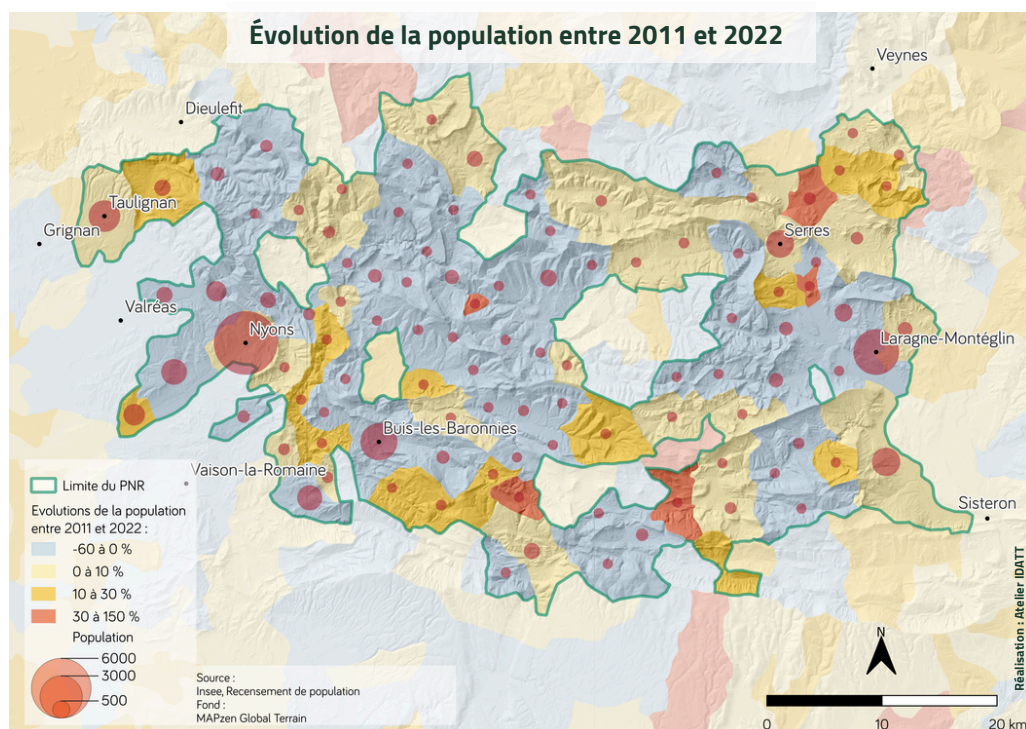 Évolution de la population entre 2011 et 2022
Veynes
Dieulefit
Taulignan
Grignan
Serres
Valréas
Nyons
Laragne-Montéglin
Buis-les-Baronnies
Vaison-la-Romaine
Sisteron
Limite du PNR
Evolutions de la population
entre 2011 et 2022 :
-60 à 0 %
0 à 10 %
10 à 30 %
30 à 150 %
Population
6000
3000
500
Source :
Insee, Recensement de population
Fond :
MAPzen Global Terrain
N
0 10 20 km
Réalisation : Atelier IDATT